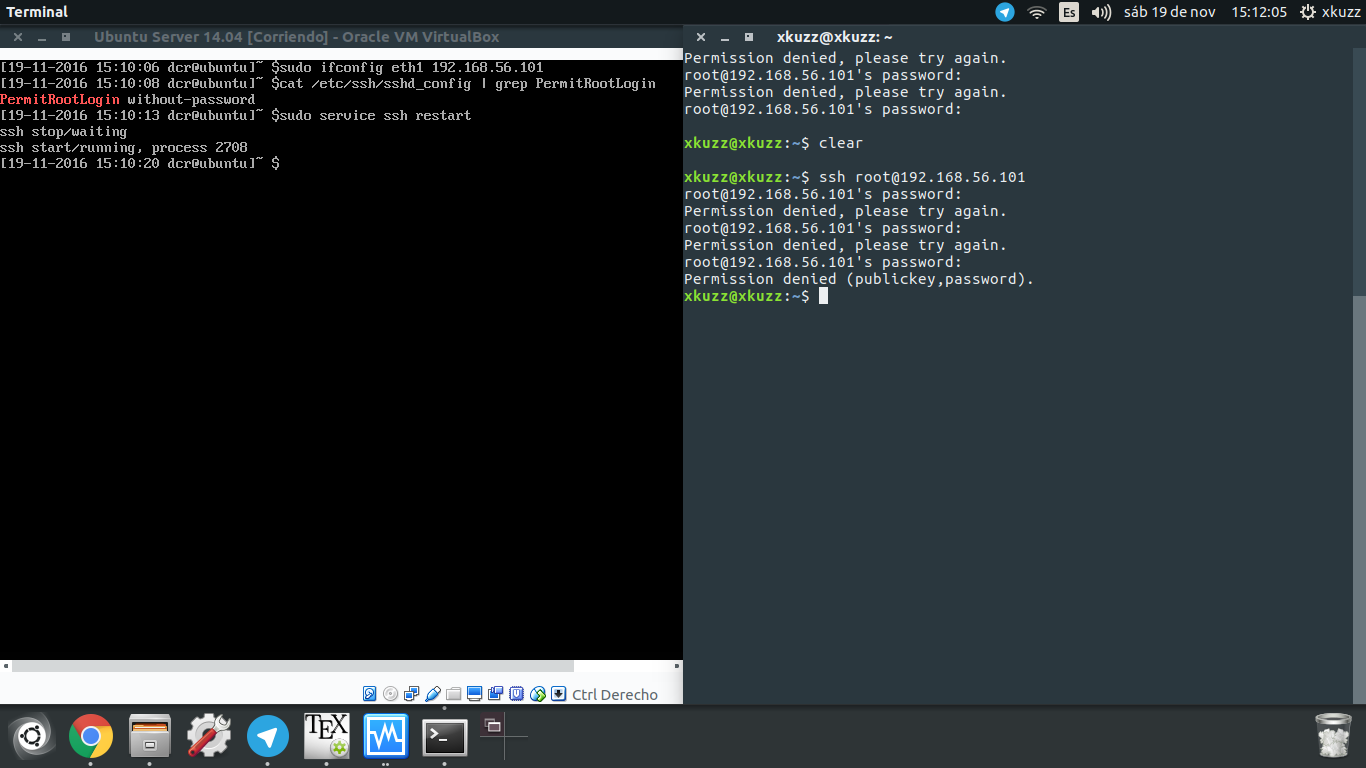 Terminal
Es
sáb 19 de nov
15:12:05
xkuzz
Ubuntu Server 14.04 [Corriendo] - Oracle VM VirtualBox
[19-11-2016 15:10:06 dcr@ubuntu]~ $sudo ifconfig eth1 192.168.56.101
[19-11-2016 15:10:08 dcr@ubuntu]~ $cat /etc/ssh/sshd_config | grep PermitRootLogin
PermitRootLogin without-password
[19-11-2016 15:10:13 dcr@ubuntu]~ $sudo service ssh restart
ssh stop/waiting
ssh start/running, process 2708
[19-11-2016 15:10:20 dcr@ubuntu]~ $
Ctrl Derecho
xkuzz@xkuzz: ~
Permission denied, please try again.
root@192.168.56.101's password:
Permission denied, please try again.
root@192.168.56.101's password:
xkuzz@xkuzz:~$ clear
xkuzz@xkuzz:~$ ssh root@192.168.56.101
root@192.168.56.101's password:
Permission denied, please try again.
root@192.168.56.101's password:
Permission denied, please try again.
root@192.168.56.101's password:
Permission denied (publickey,password).
xkuzz@xkuzz:~$
TEX